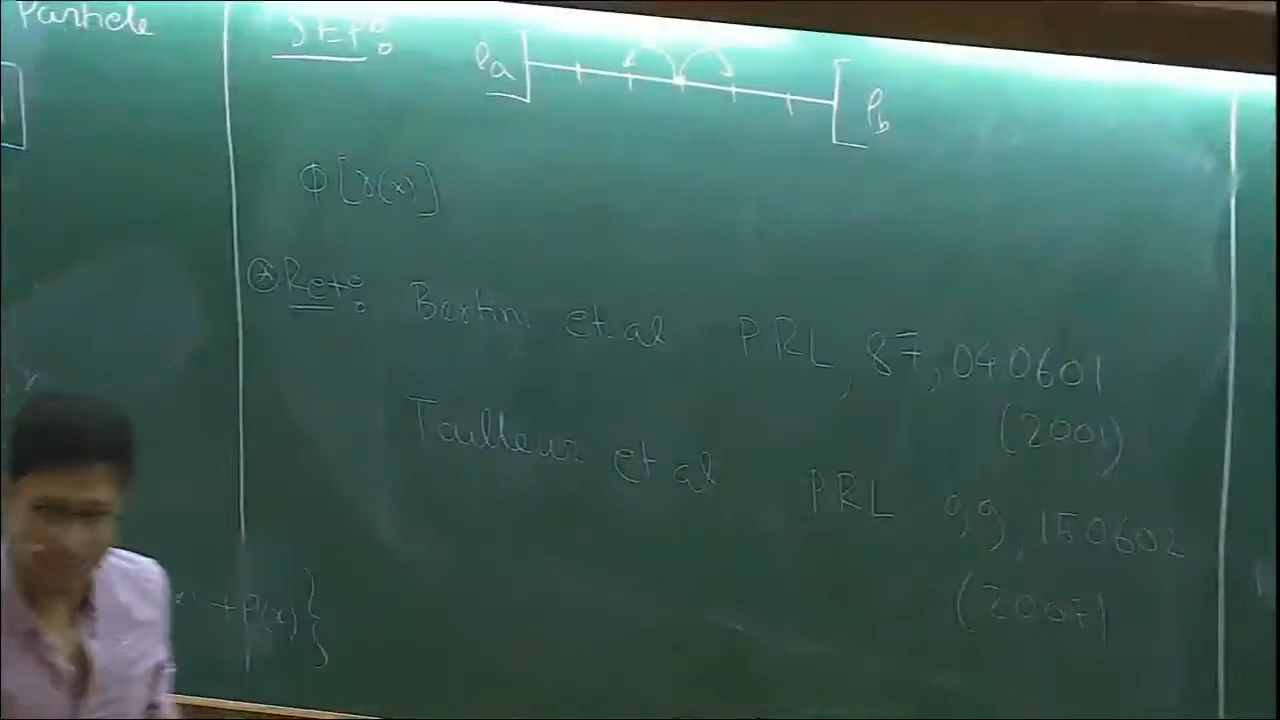 Particle
SEP:
ρa
ρb
Φ[γ(x)]
⊛ Ref: Bertini et. al PRL, 87, 040601
(2001)
Tailleur et al PRL 99, 150602
(2007)
+ρ(x)}